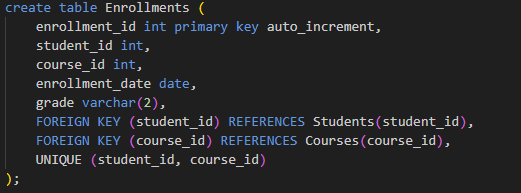 create table Enrollments (
    enrollment_id int primary key auto_increment,
    student_id int,
    course_id int,
    enrollment_date date,
    grade varchar(2),
    FOREIGN KEY (student_id) REFERENCES Students(student_id),
    FOREIGN KEY (course_id) REFERENCES Courses(course_id),
    UNIQUE (student_id, course_id)
);